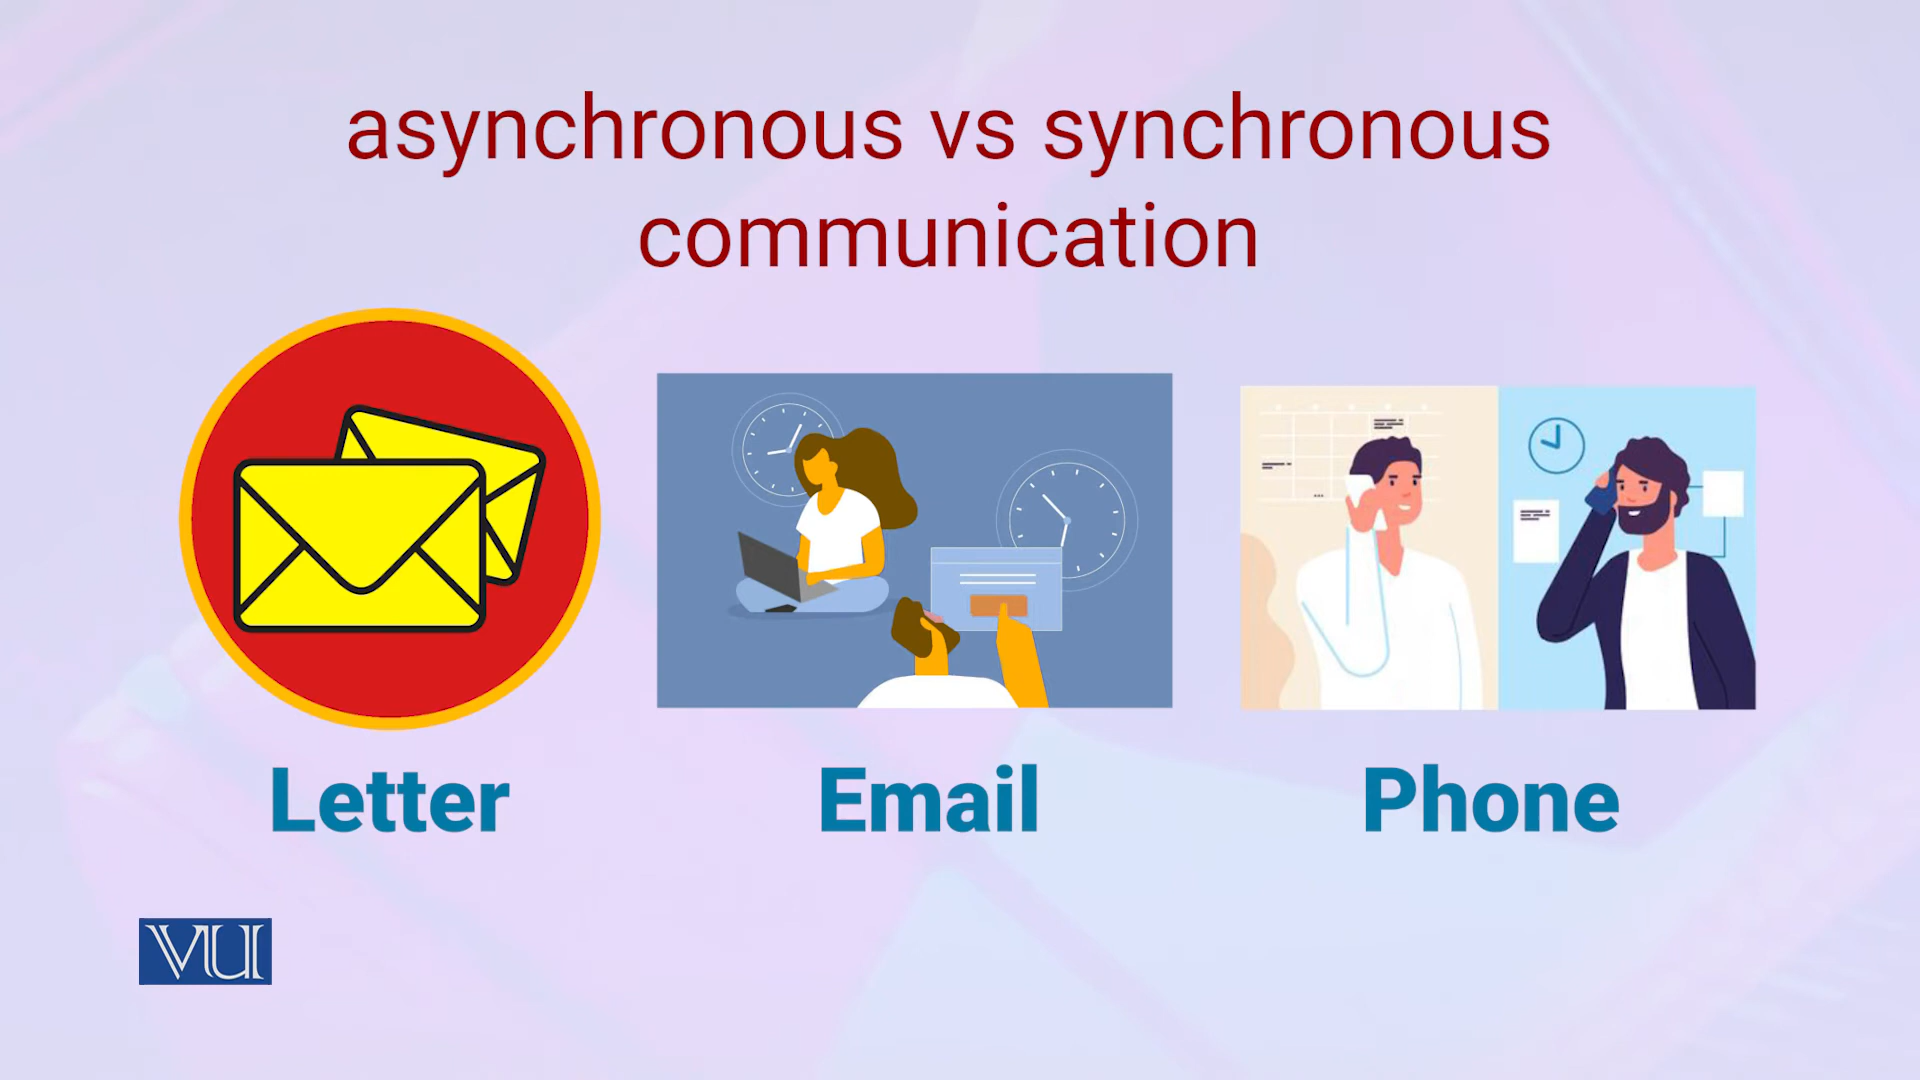 asynchronous vs synchronous
communication
Letter
Email
Phone
VU